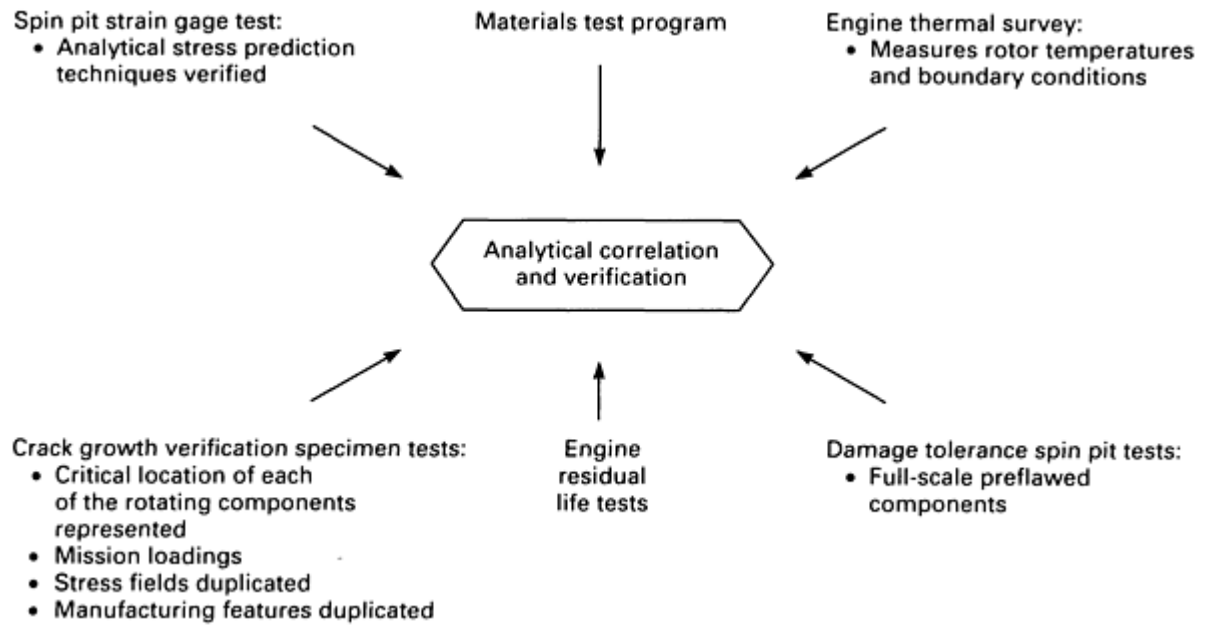 Spin pit strain gage test:
• Analytical stress prediction
techniques verified
Materials test program
Engine thermal survey:
• Measures rotor temperatures
and boundary conditions
Analytical correlation
and verification
Crack growth verification specimen tests:
• Critical location of each
of the rotating components
represented
• Mission loadings
• Stress fields duplicated
• Manufacturing features duplicated
Engine
residual
life tests
Damage tolerance spin pit tests:
• Full-scale preflawed
components